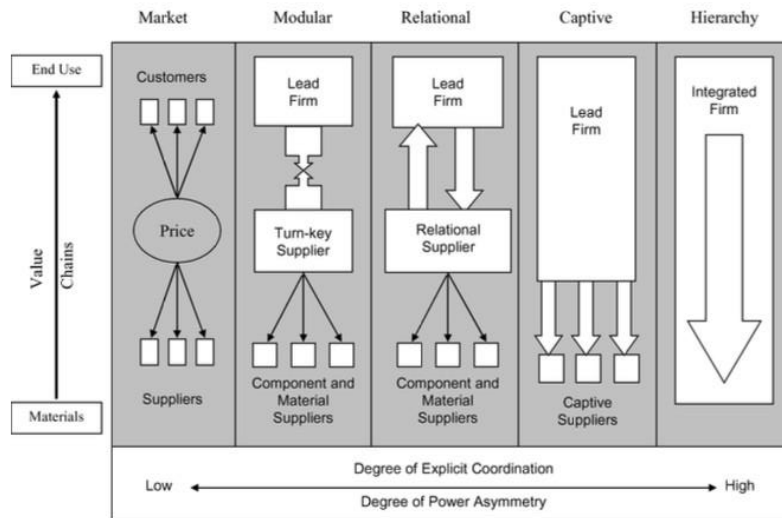 Market
Modular
Relational
Captive
Hierarchy
End Use
Value
Chains
Materials
Customers
Price
Suppliers
Lead
Firm
Turn-key
Supplier
Component and
Material
Suppliers
Lead
Firm
Relational
Supplier
Component and
Material
Suppliers
Lead
Firm
Captive
Suppliers
Integrated
Firm
Degree of Explicit Coordination
Low
High
Degree of Power Asymmetry